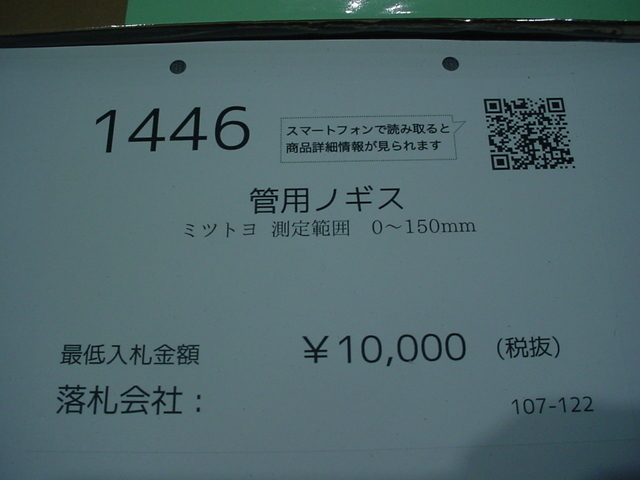 1446
スマートフォンで読み取ると
商品詳細情報が見られます
管用ノギス
ミツトヨ 測定範囲 0～150mm
最低入札金額 ￥10,000 (税抜)
落札会社：
107-122